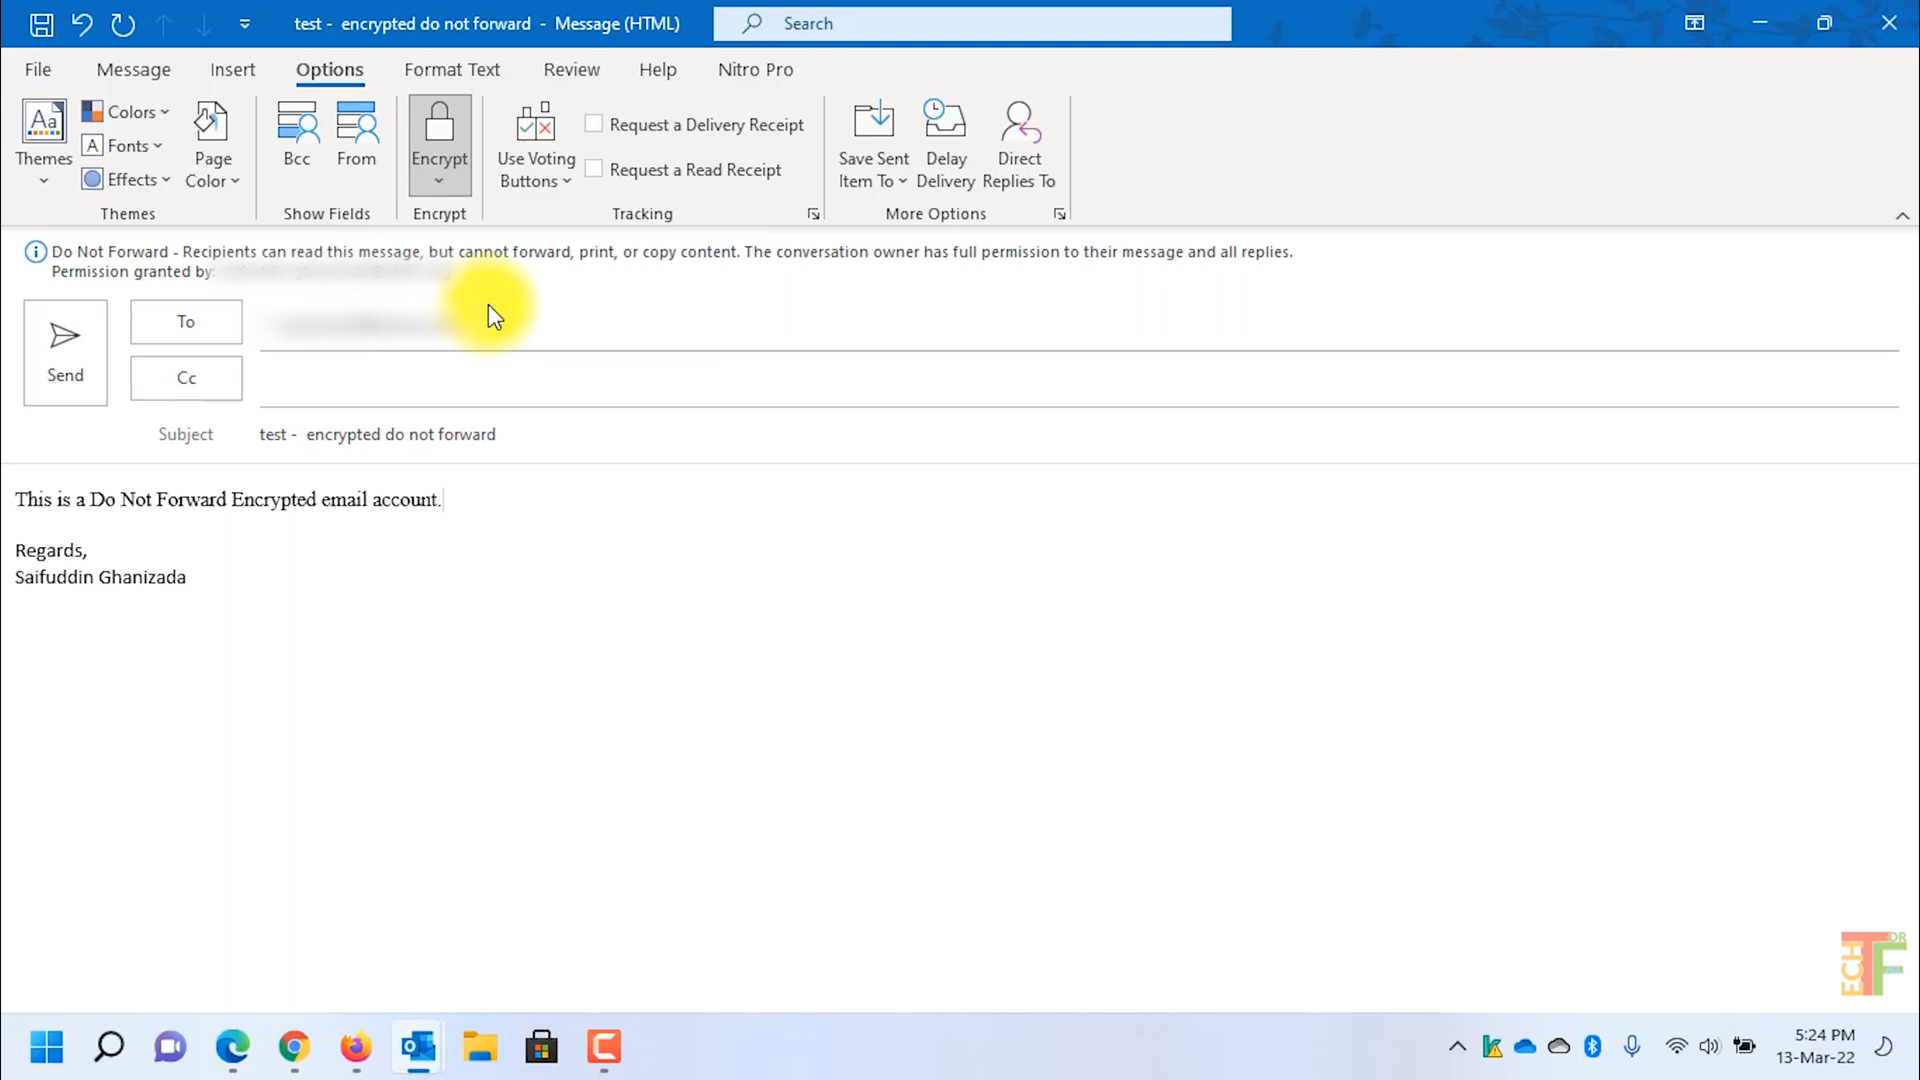 test -  encrypted do not forward  -  Message (HTML)
Search
File Message Insert Options Format Text Review Help Nitro Pro
Aa Themes
Colors
A Fonts
Effects
Page Color
Themes
Bcc
From
Show Fields
Encrypt
Encrypt
Use Voting Buttons
Request a Delivery Receipt
Request a Read Receipt
Tracking
Save Sent Item To
Delay Delivery
Direct Replies To
More Options
Do Not Forward - Recipients can read this message, but cannot forward, print, or copy content. The conversation owner has full permission to their message and all replies.
Permission granted by:
Send
To
Cc
Subject
test -  encrypted do not forward
This is a Do Not Forward Encrypted email account.
Regards,
Saifuddin Ghanizada
TECH FOR
5:24 PM
13-Mar-22